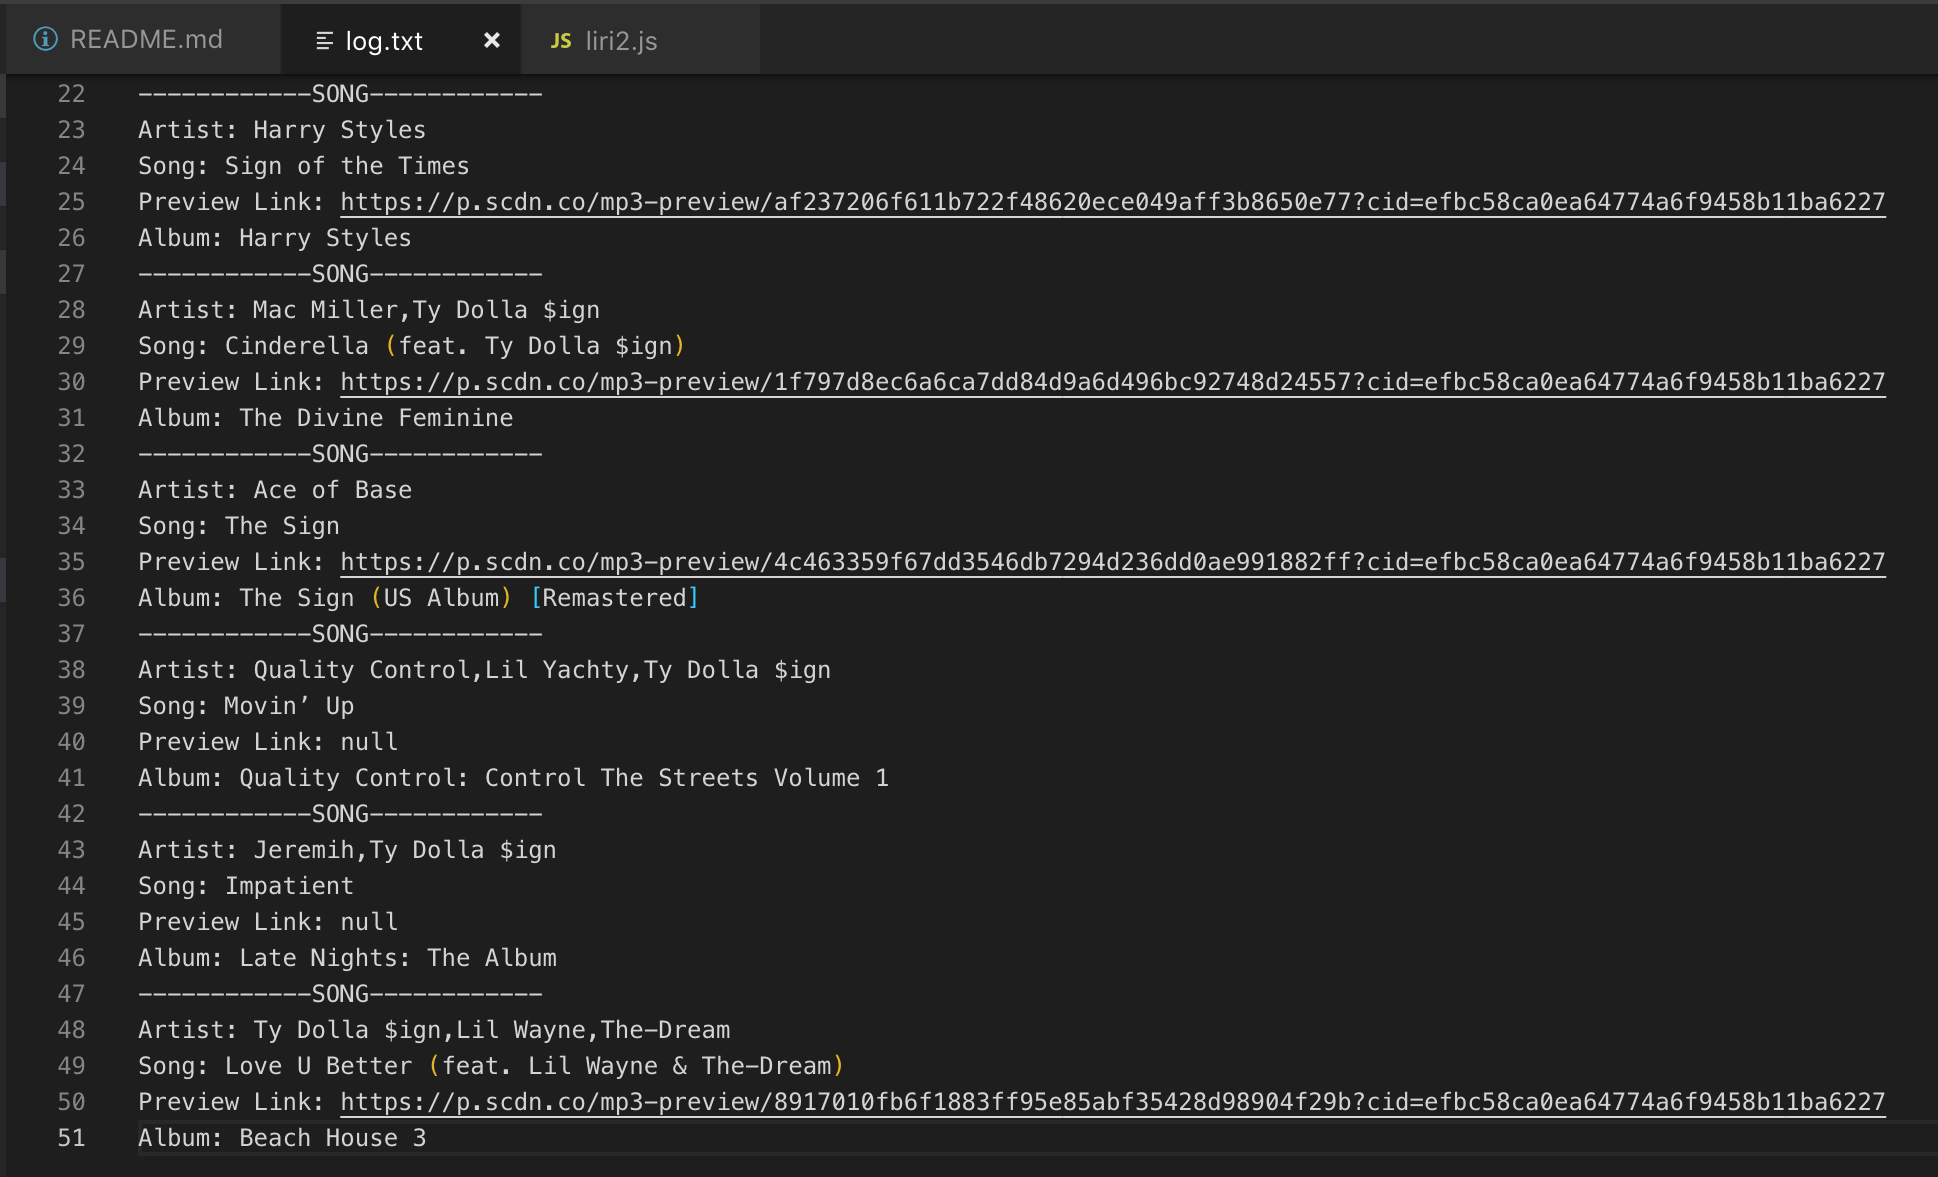 README.md log.txt × JS liri2.js
22 ------------SONG------------
23 Artist: Harry Styles
24 Song: Sign of the Times
25 Preview Link: https://p.scdn.co/mp3-preview/af237206f611b722f48620ece049aff3b8650e77?cid=efbc58ca0ea64774a6f9458b11ba6227
26 Album: Harry Styles
27 ------------SONG------------
28 Artist: Mac Miller,Ty Dolla $ign
29 Song: Cinderella (feat. Ty Dolla $ign)
30 Preview Link: https://p.scdn.co/mp3-preview/1f797d8ec6a6ca7dd84d9a6d496bc92748d24557?cid=efbc58ca0ea64774a6f9458b11ba6227
31 Album: The Divine Feminine
32 ------------SONG------------
33 Artist: Ace of Base
34 Song: The Sign
35 Preview Link: https://p.scdn.co/mp3-preview/4c463359f67dd3546db7294d236dd0ae991882ff?cid=efbc58ca0ea64774a6f9458b11ba6227
36 Album: The Sign (US Album) [Remastered]
37 ------------SONG------------
38 Artist: Quality Control,Lil Yachty,Ty Dolla $ign
39 Song: Movin’ Up
40 Preview Link: null
41 Album: Quality Control: Control The Streets Volume 1
42 ------------SONG------------
43 Artist: Jeremih,Ty Dolla $ign
44 Song: Impatient
45 Preview Link: null
46 Album: Late Nights: The Album
47 ------------SONG------------
48 Artist: Ty Dolla $ign,Lil Wayne,The-Dream
49 Song: Love U Better (feat. Lil Wayne & The-Dream)
50 Preview Link: https://p.scdn.co/mp3-preview/8917010fb6f1883ff95e85abf35428d98904f29b?cid=efbc58ca0ea64774a6f9458b11ba6227
51 Album: Beach House 3